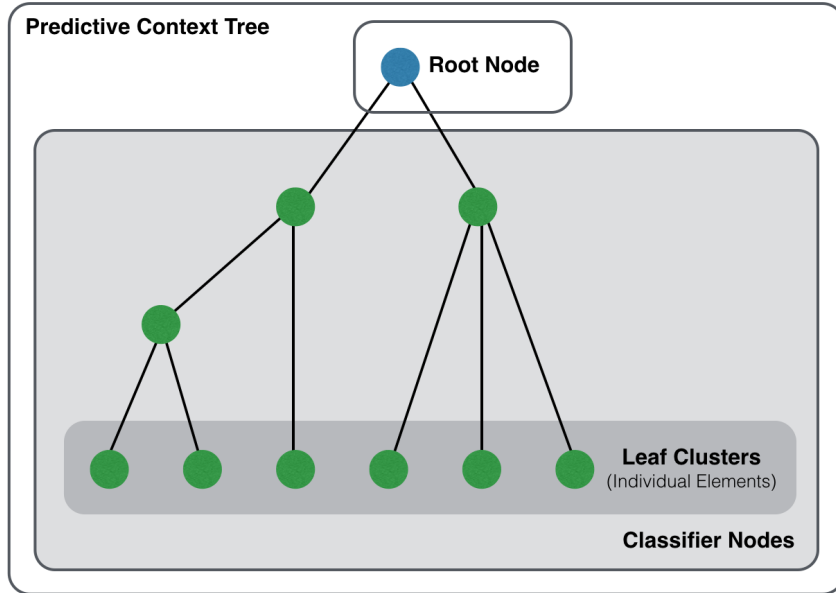 Predictive Context Tree
Root Node
Leaf Clusters
(Individual Elements)
Classifier Nodes